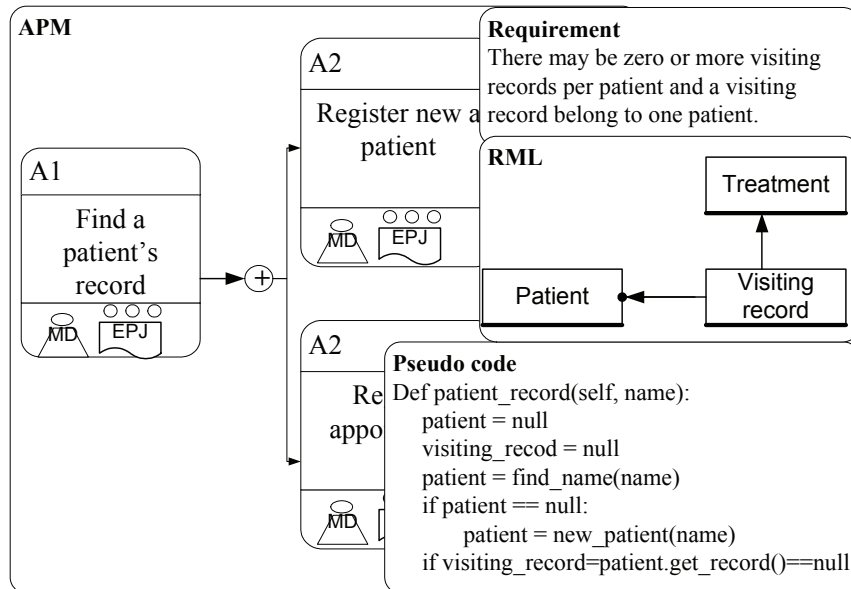 APM
A1
Find a
patient's
record
MD
EPJ
+
A2
Register new a
patient
MD
EPJ
A2
Re
appo
MD
Requirement
There may be zero or more visiting
records per patient and a visiting
record belong to one patient.
RML
Treatment
Patient
Visiting
record
Pseudo code
Def patient_record(self, name):
patient = null
visiting_recod = null
patient = find_name(name)
if patient == null:
patient = new_patient(name)
if visiting_record=patient.get_record()==null